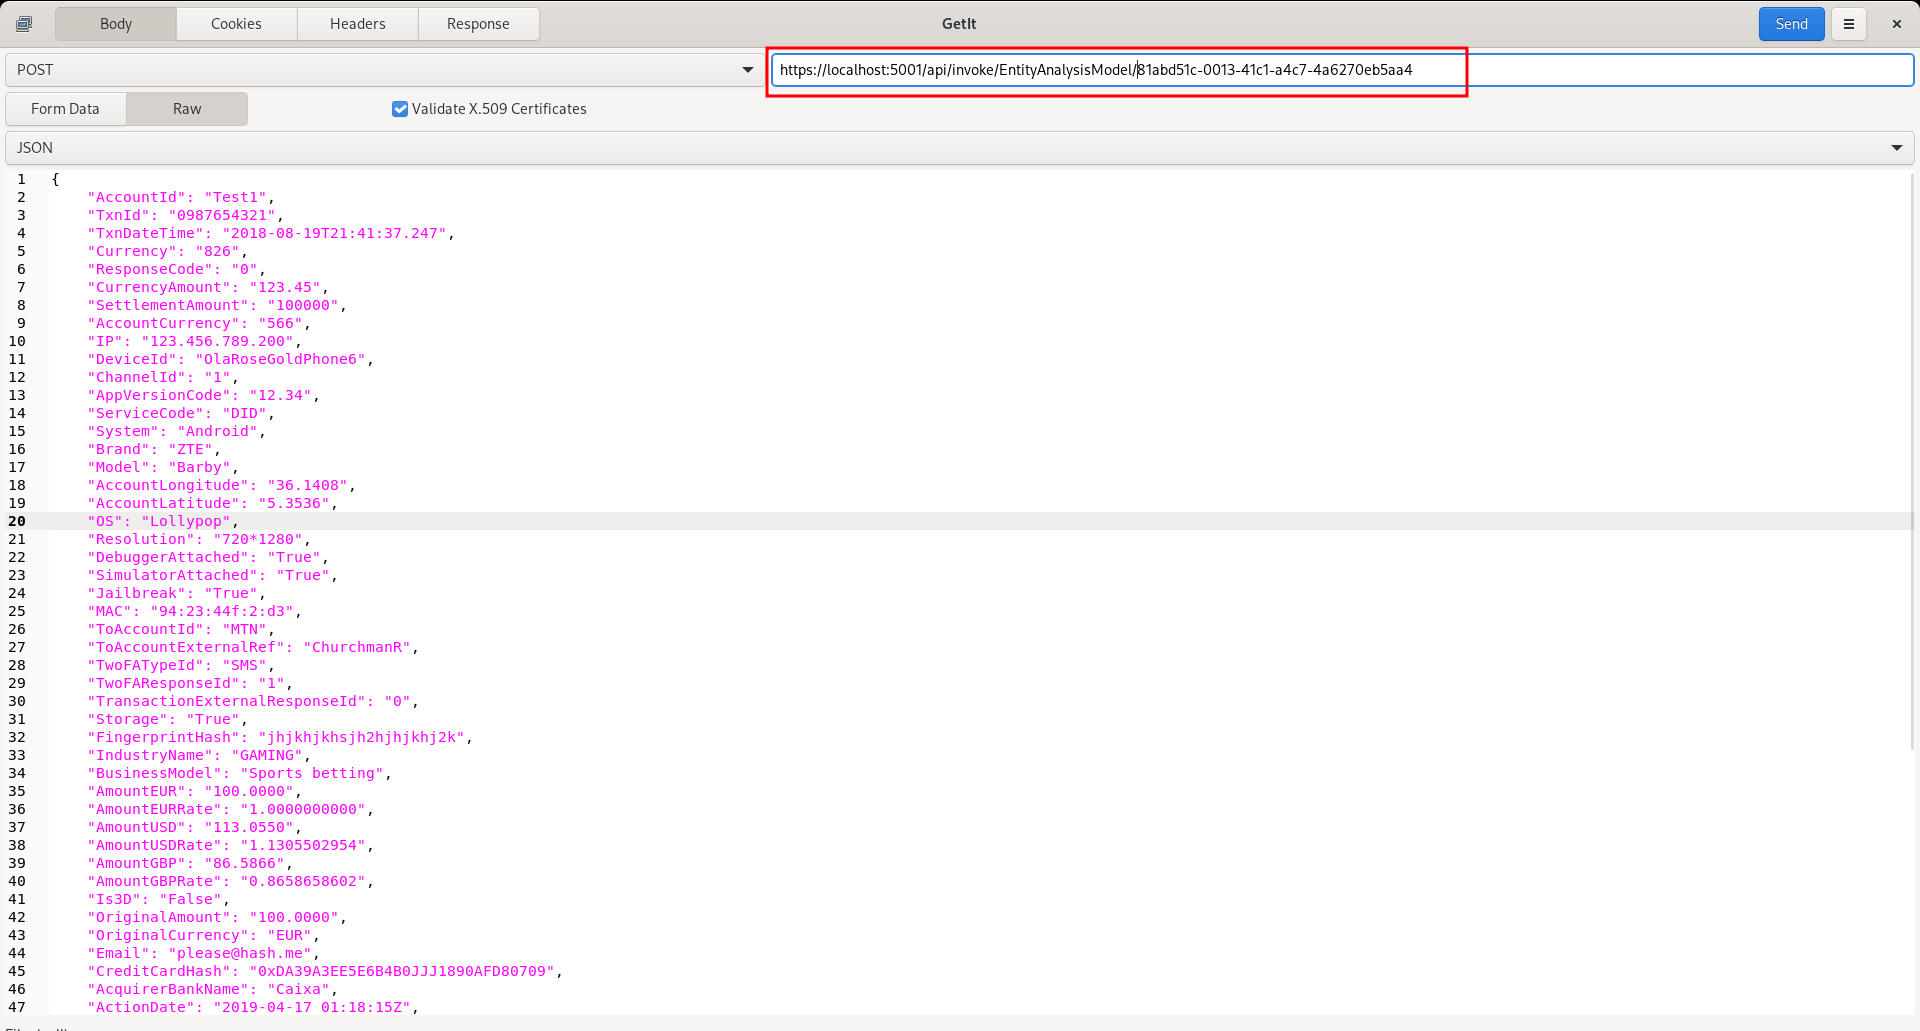 Body Cookies Headers Response GetIt Send
POST https://localhost:5001/api/invoke/EntityAnalysisModel/81abd51c-0013-41c1-a4c7-4a6270eb5aa4
Form Data Raw Validate X.509 Certificates
JSON
1 {
2 "AccountId": "Test1",
3 "TxnId": "0987654321",
4 "TxnDateTime": "2018-08-19T21:41:37.247",
5 "Currency": "826",
6 "ResponseCode": "0",
7 "CurrencyAmount": "123.45",
8 "SettlementAmount": "100000",
9 "AccountCurrency": "566",
10 "IP": "123.456.789.200",
11 "DeviceId": "OlaRoseGoldPhone6",
12 "ChannelId": "1",
13 "AppVersionCode": "12.34",
14 "ServiceCode": "DID",
15 "System": "Android",
16 "Brand": "ZTE",
17 "Model": "Barby",
18 "AccountLongitude": "36.1408",
19 "AccountLatitude": "5.3536",
20 "OS": "Lollypop",
21 "Resolution": "720*1280",
22 "DebuggerAttached": "True",
23 "SimulatorAttached": "True",
24 "Jailbreak": "True",
25 "MAC": "94:23:44f:2:d3",
26 "ToAccountId": "MTN",
27 "ToAccountExternalRef": "ChurchmanR",
28 "TwoFATypeId": "SMS",
29 "TwoFAResponseId": "1",
30 "TransactionExternalResponseId": "0",
31 "Storage": "True",
32 "FingerprintHash": "jhjkhjkhsjh2hjhjkhj2k",
33 "IndustryName": "GAMING",
34 "BusinessModel": "Sports betting",
35 "AmountEUR": "100.0000",
36 "AmountEURRate": "1.0000000000",
37 "AmountUSD": "113.0550",
38 "AmountUSDRate": "1.1305502954",
39 "AmountGBP": "86.5866",
40 "AmountGBPRate": "0.8658658602",
41 "Is3D": "False",
42 "OriginalAmount": "100.0000",
43 "OriginalCurrency": "EUR",
44 "Email": "please@hash.me",
45 "CreditCardHash": "0xDA39A3EE5E6B4B0JJJ1890AFD80709",
46 "AcquirerBankName": "Caixa",
47 "ActionDate": "2019-04-17 01:18:15Z",